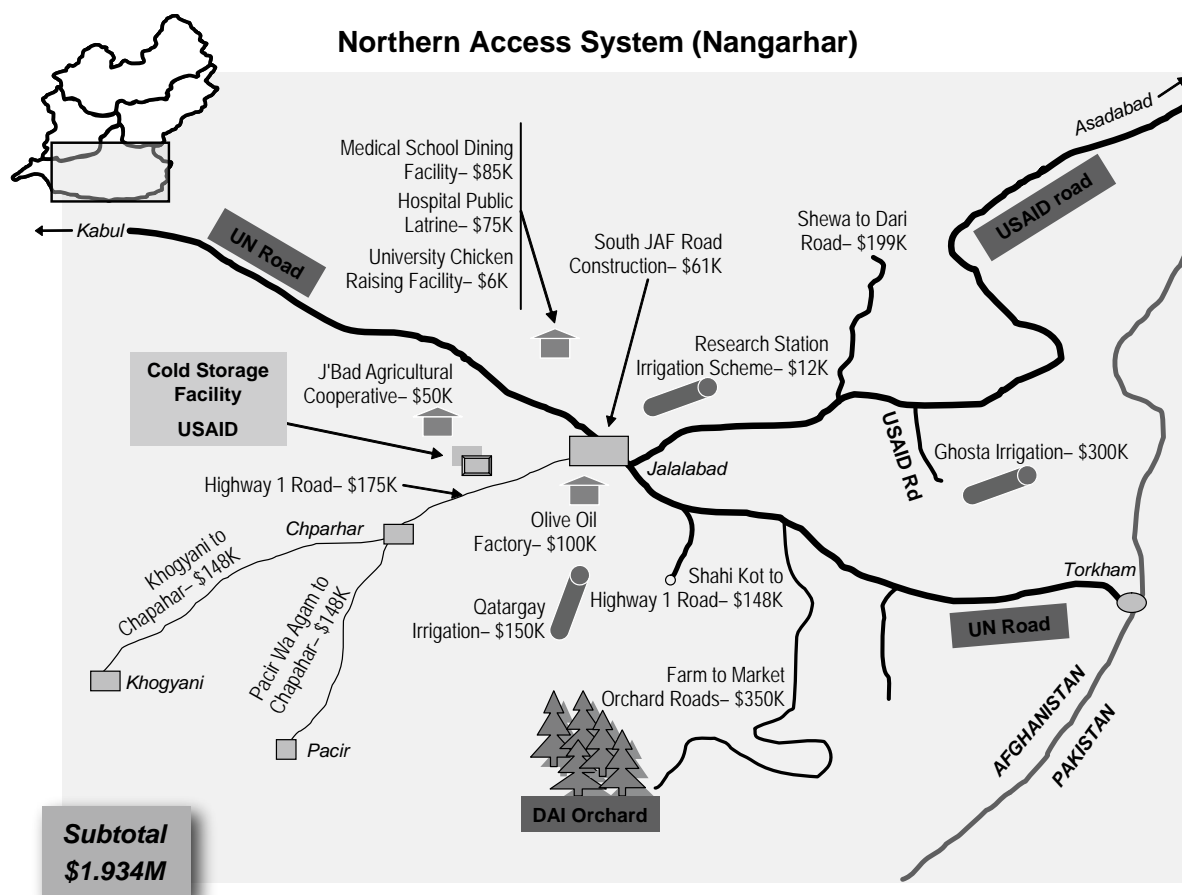 Northern Access System (Nangarhar)
Asadabad
Medical School Dining
Facility– $85K
Hospital Public
Latrine– $75K
University Chicken
Raising Facility– $6K
USAID road
Kabul
UN Road
South JAF Road
Construction– $61K
Shewa to Dari
Road– $199K
Research Station
Irrigation Scheme– $12K
Cold Storage
Facility
USAID
J'Bad Agricultural
Cooperative– $50K
USAID Rd
Ghosta Irrigation– $300K
Jalalabad
Highway 1 Road– $175K
Chparhar
Olive Oil
Factory– $100K
Khogyani to
Chapahar– $148K
Pacir Wa Agam to
Chapahar– $148K
Shahi Kot to
Highway 1 Road– $148K
Torkham
Qatargay
Irrigation– $150K
UN Road
Khogyani
Farm to Market
Orchard Roads– $350K
Pacir
AFGHANISTAN
PAKISTAN
DAI Orchard
Subtotal
$1.934M